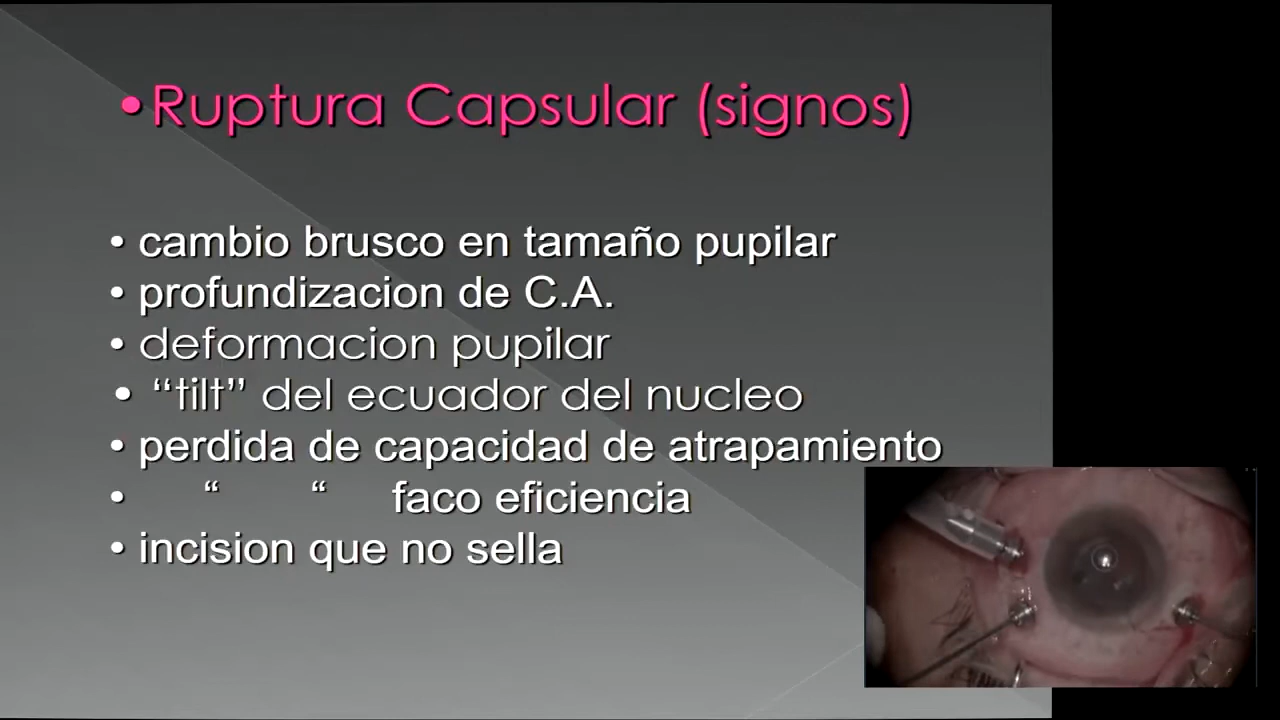 •Ruptura Capsular (signos)
• cambio brusco en tamaño pupilar
• profundizacion de C.A.
• deformacion pupilar
• “tilt” del ecuador del nucleo
• perdida de capacidad de atrapamiento
• “ “ faco eficiencia
• incision que no sella